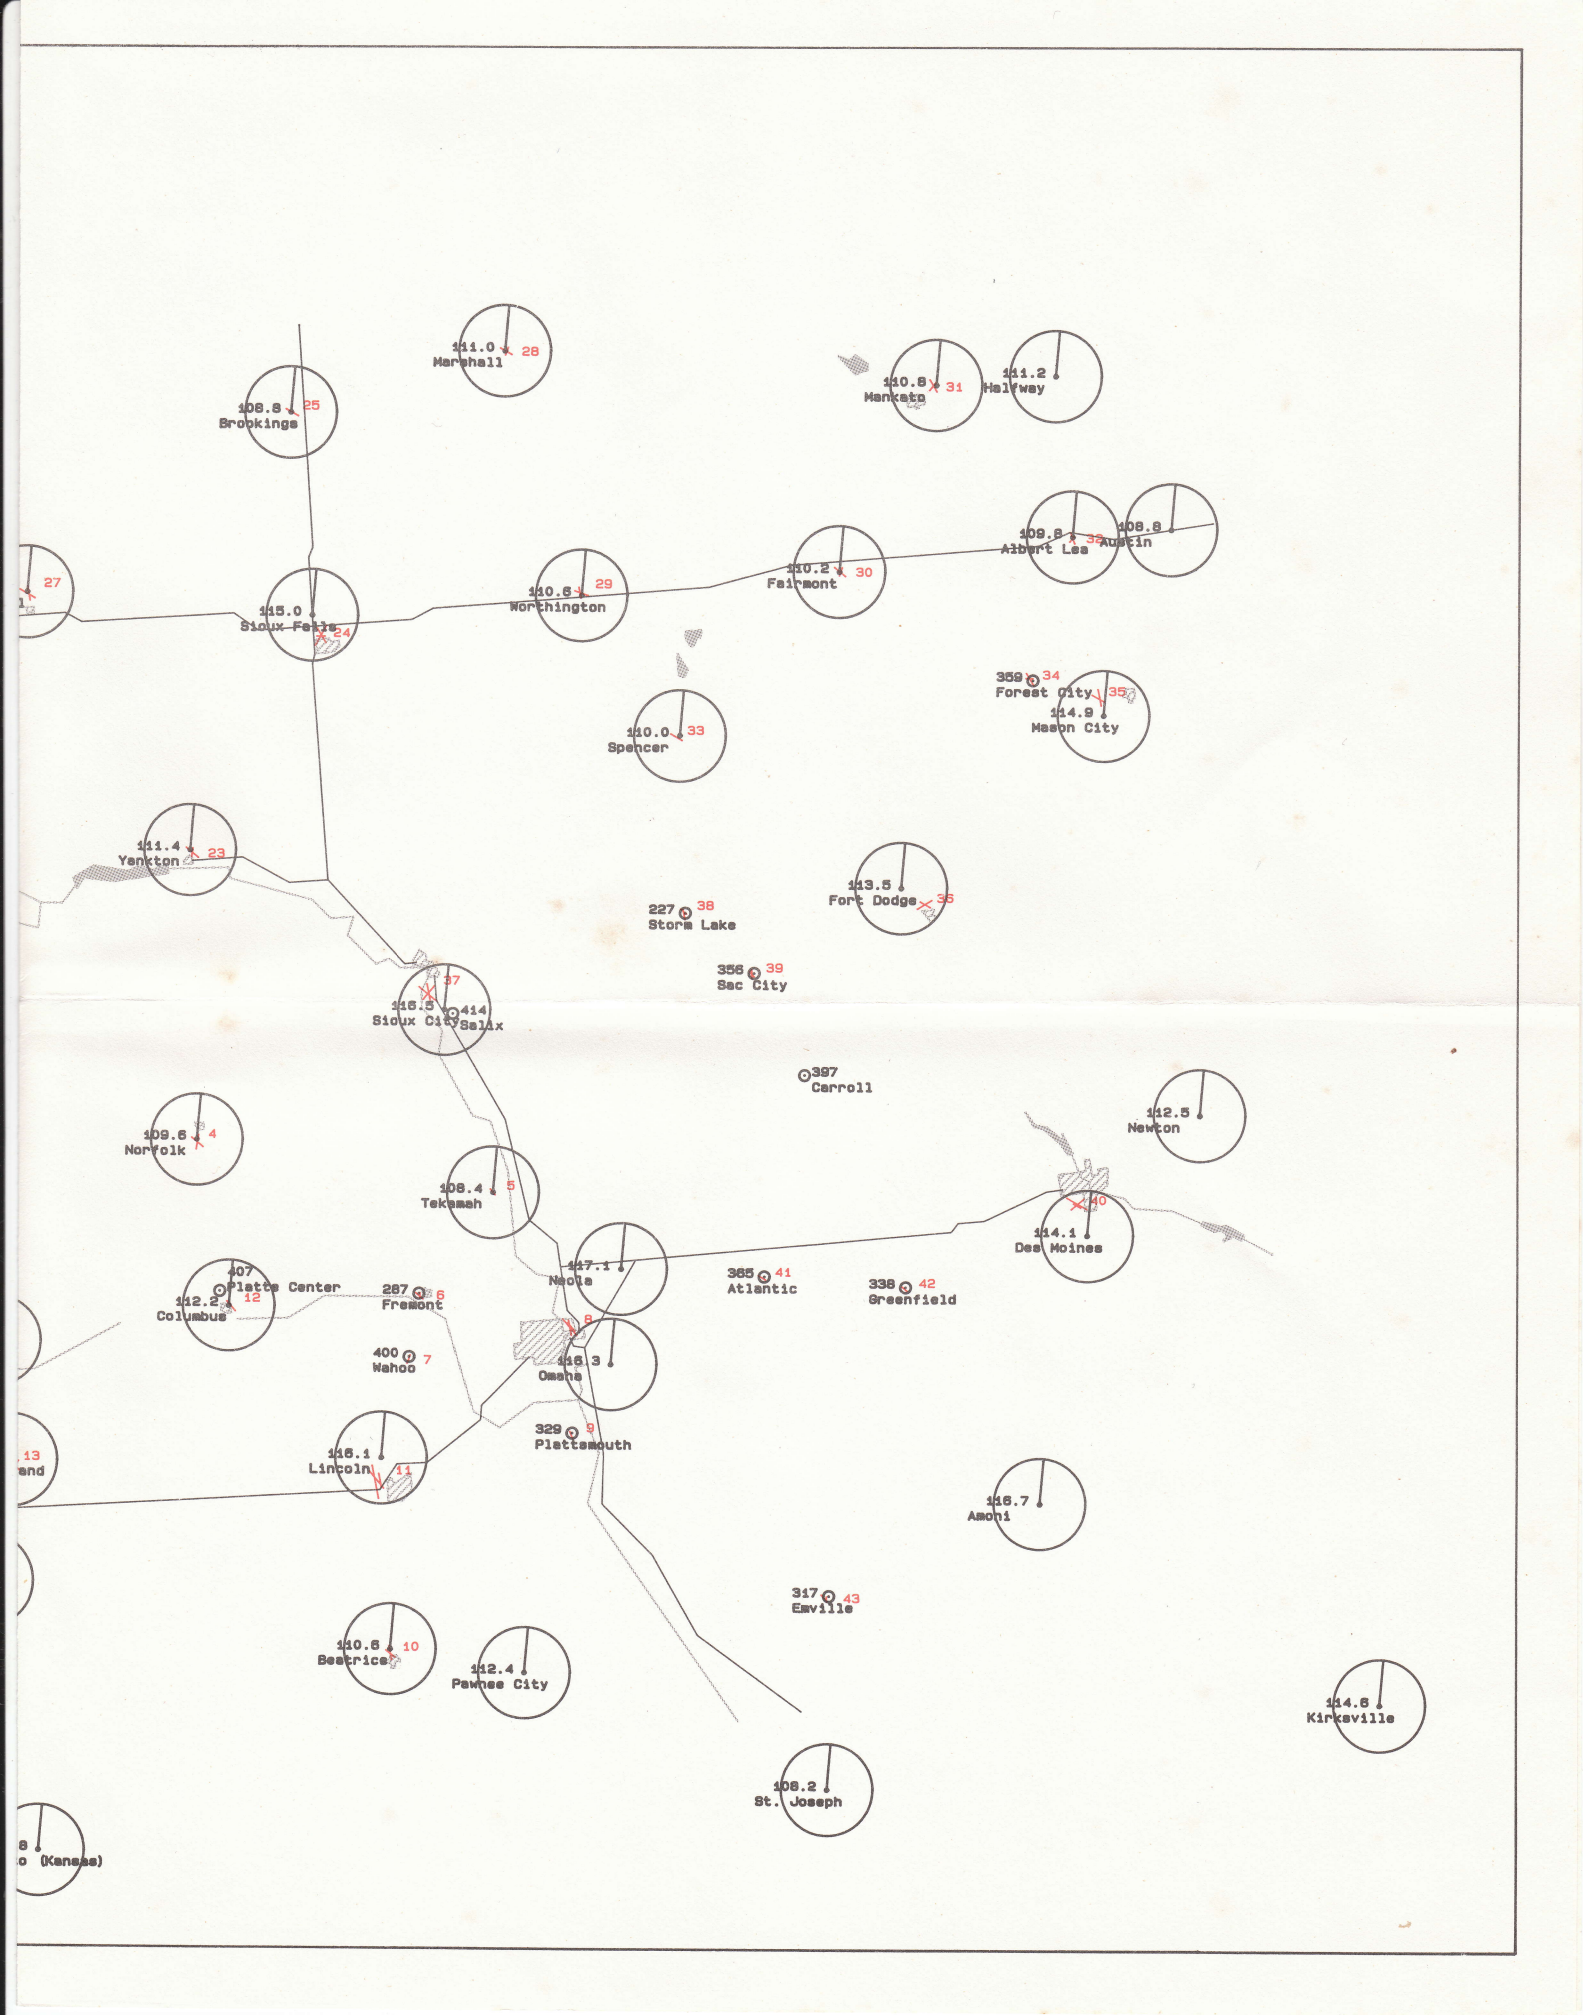 111.0
Marshall
28
110.8
Mankato
31
111.2
Halfway
108.8
Brookings
25
109.8
Albert Lea
32
108.8
Austin
27
l
110.2
Fairmont
30
110.6
Worthington
29
115.0
Sioux Falls
24
359
Forest City
34
114.9
Mason City
35
110.0
Spencer
33
111.4
Yankton
23
113.5
Fort Dodge
36
227
Storm Lake
38
356
Sac City
39
37
116.5
Sioux City
414
Salix
397
Carroll
112.5
Newton
109.6
Norfolk
4
108.4
Tekamah
5
40
114.1
Des Moines
117.1
Neola
407
Platte Center
112.2
Columbus
12
287
Fremont
6
365
Atlantic
41
338
Greenfield
42
8
116.3
Omaha
400
Wahoo
7
329
Plattsmouth
9
13
and
116.1
Lincoln
11
116.7
Amoni
317
Emville
43
110.6
Beatrice
10
112.4
Pawnee City
114.6
Kirksville
108.2
St. Joseph
8
o (Kansas)